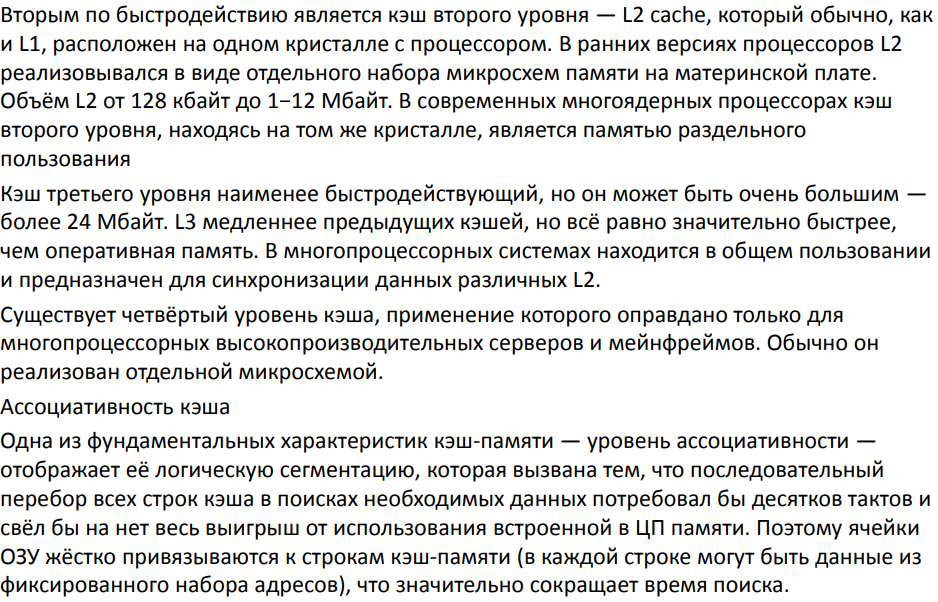 Вторым по быстродействию является кэш второго уровня — L2 cache, который обычно, как
и L1, расположен на одном кристалле с процессором. В ранних версиях процессоров L2
реализовывался в виде отдельного набора микросхем памяти на материнской плате.
Объём L2 от 128 кбайт до 1−12 Мбайт. В современных многоядерных процессорах кэш
второго уровня, находясь на том же кристалле, является памятью раздельного
пользования
Кэш третьего уровня наименее быстродействующий, но он может быть очень большим —
более 24 Мбайт. L3 медленнее предыдущих кэшей, но всё равно значительно быстрее,
чем оперативная память. В многопроцессорных системах находится в общем пользовании
и предназначен для синхронизации данных различных L2.
Существует четвёртый уровень кэша, применение которого оправдано только для
многопроцессорных высокопроизводительных серверов и мейнфреймов. Обычно он
реализован отдельной микросхемой.
Ассоциативность кэша
Одна из фундаментальных характеристик кэш-памяти — уровень ассоциативности —
отображает её логическую сегментацию, которая вызвана тем, что последовательный
перебор всех строк кэша в поисках необходимых данных потребовал бы десятков тактов и
свёл бы на нет весь выигрыш от использования встроенной в ЦП памяти. Поэтому ячейки
ОЗУ жёстко привязываются к строкам кэш-памяти (в каждой строке могут быть данные из
фиксированного набора адресов), что значительно сокращает время поиска.